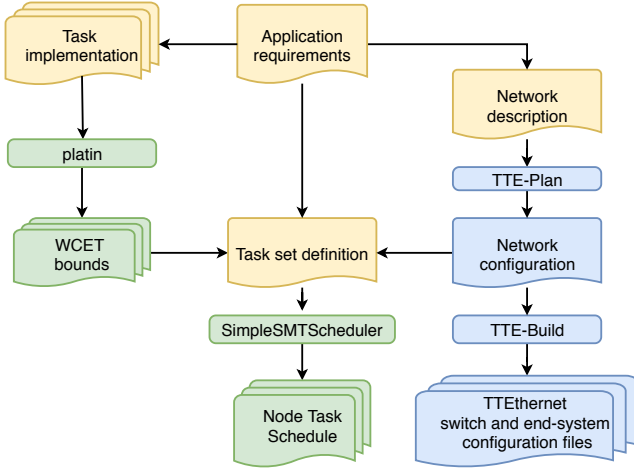 Task
implementation
Application
requirements
Network
description
platin
TTE-Plan
WCET
bounds
Task set definition
Network
configuration
SimpleSMTScheduler
TTE-Build
Node Task
Schedule
TTEthernet
switch and end-system
configuration files